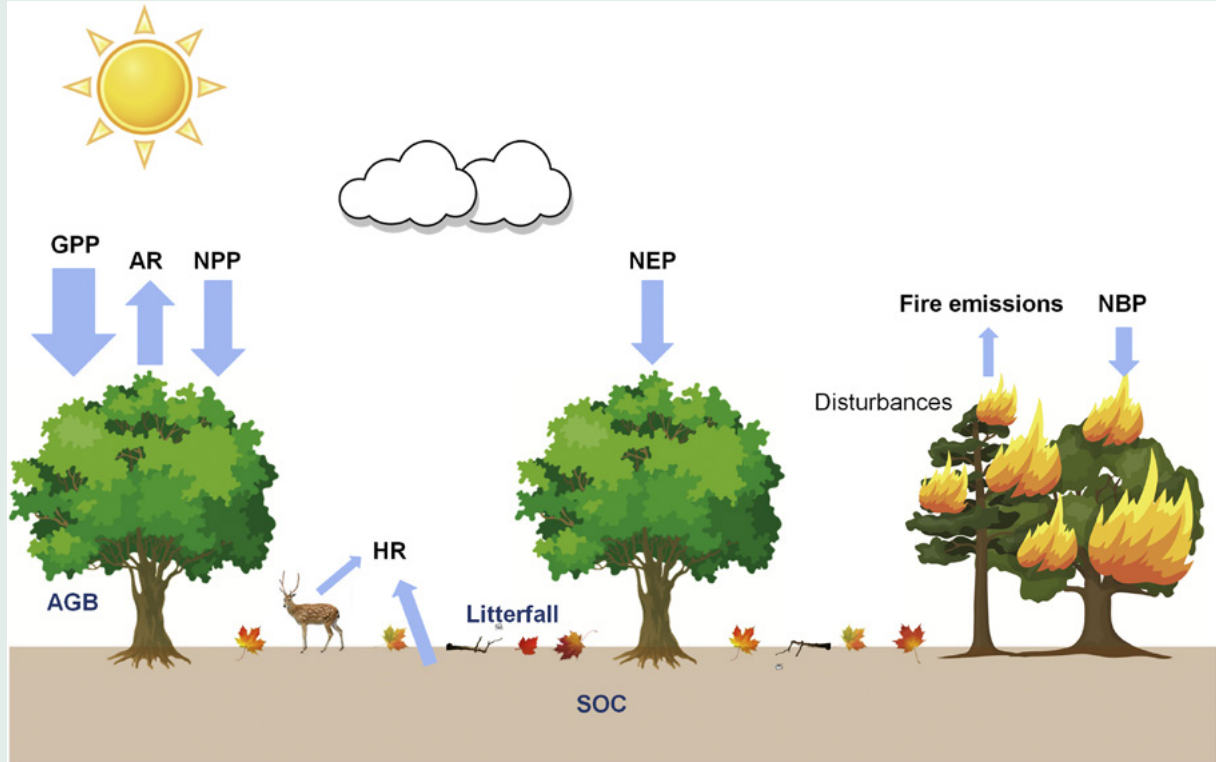 GPP
AR
NPP
NEP
Fire emissions
NBP
Disturbances
HR
AGB
Litterfall
SOC